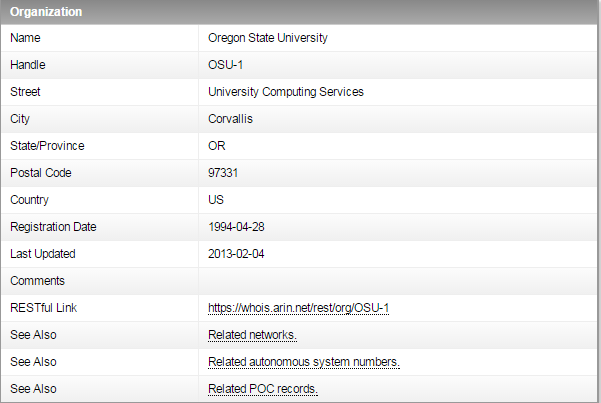 Organization
Name Oregon State University
Handle OSU-1
Street University Computing Services
City Corvallis
State/Province OR
Postal Code 97331
Country US
Registration Date 1994-04-28
Last Updated 2013-02-04
Comments
RESTful Link https://whois.arin.net/rest/org/OSU-1
See Also Related networks.
See Also Related autonomous system numbers.
See Also Related POC records.